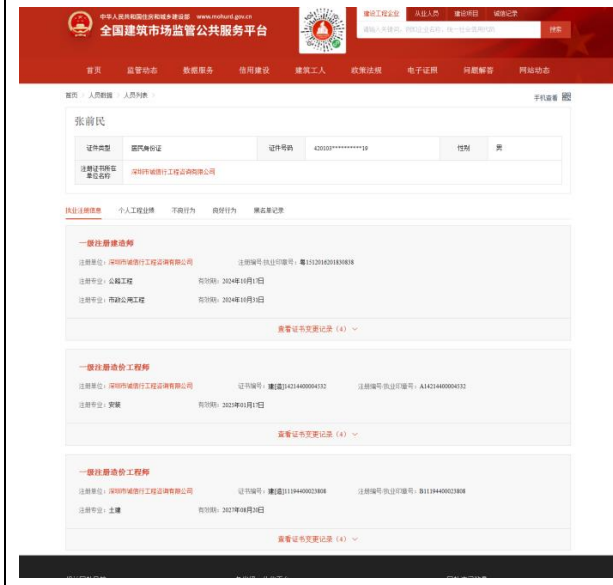 中华人民共和国住房和城乡建设部 www.mohurd.gov.cn
全国建筑市场监管公共服务平台
建设工程企业 从业人员 建设项目 诚信记录
搜索
首页 监管动态 数据服务 信用建设 建筑工人 政策法规 电子证照 问题解答 网站动态
首页 人员数据 人员列表
手机查看
张前民
证件类型 居民身份证 证件号码 420303**********10 性别 男
注册证书所在单位名称 深圳市诚信行工程咨询有限公司
执业注册信息 个人工程业绩 不良行为 良好行为 黑名单记录
一级注册建造师
注册单位：深圳市诚信行工程咨询有限公司 注册编号/执业印章号：粤1512016201830838
注册专业：公路工程 有效期：2024年10月17日
注册专业：市政公用工程 有效期：2024年10月31日
查看证书变更记录（4）
一级注册造价工程师
注册单位：深圳市诚信行工程咨询有限公司 证书编号：建[造]14214400004332 注册编号/执业印章号：A14214400004332
注册专业：安装 有效期：2025年01月17日
查看证书变更记录（4）
一级注册造价工程师
注册单位：深圳市诚信行工程咨询有限公司 证书编号：建[造]11194400023808 注册编号/执业印章号：B11194400023808
注册专业：土建 有效期：2027年08月20日
查看证书变更记录（4）